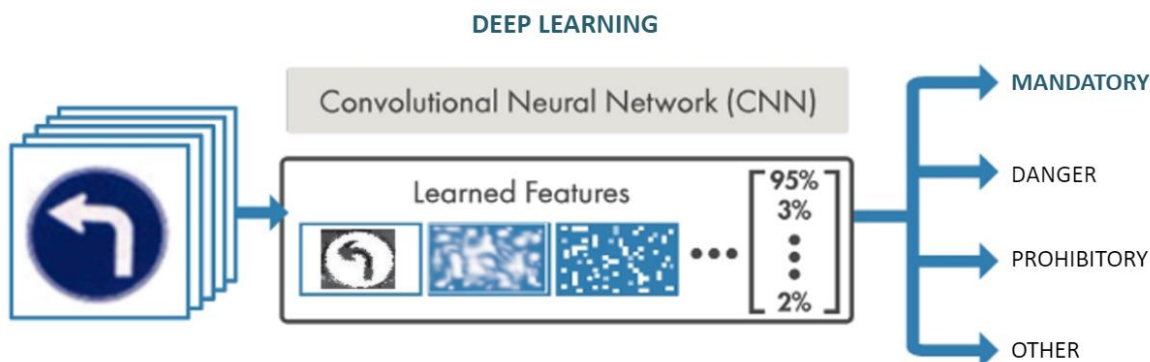 DEEP LEARNING
Convolutional Neural Network (CNN)
Learned Features
95%
3%
2%
MANDATORY
DANGER
PROHIBITORY
OTHER